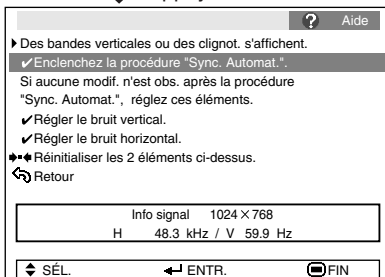 ? Aide
Des bandes verticales ou des clignot. s'affichent.
✔Enclenchez la procédure "Sync. Automat.".
Si aucune modif. n'est obs. après la procédure
"Sync. Automat.", réglez ces éléments.
✔Régler le bruit vertical.
✔Régler le bruit horizontal.
Réinitialiser les 2 éléments ci-dessus.
Retour
Info signal 1024×768
H 48.3 kHz / V 59.9 Hz
SÉL. ENTR. FIN